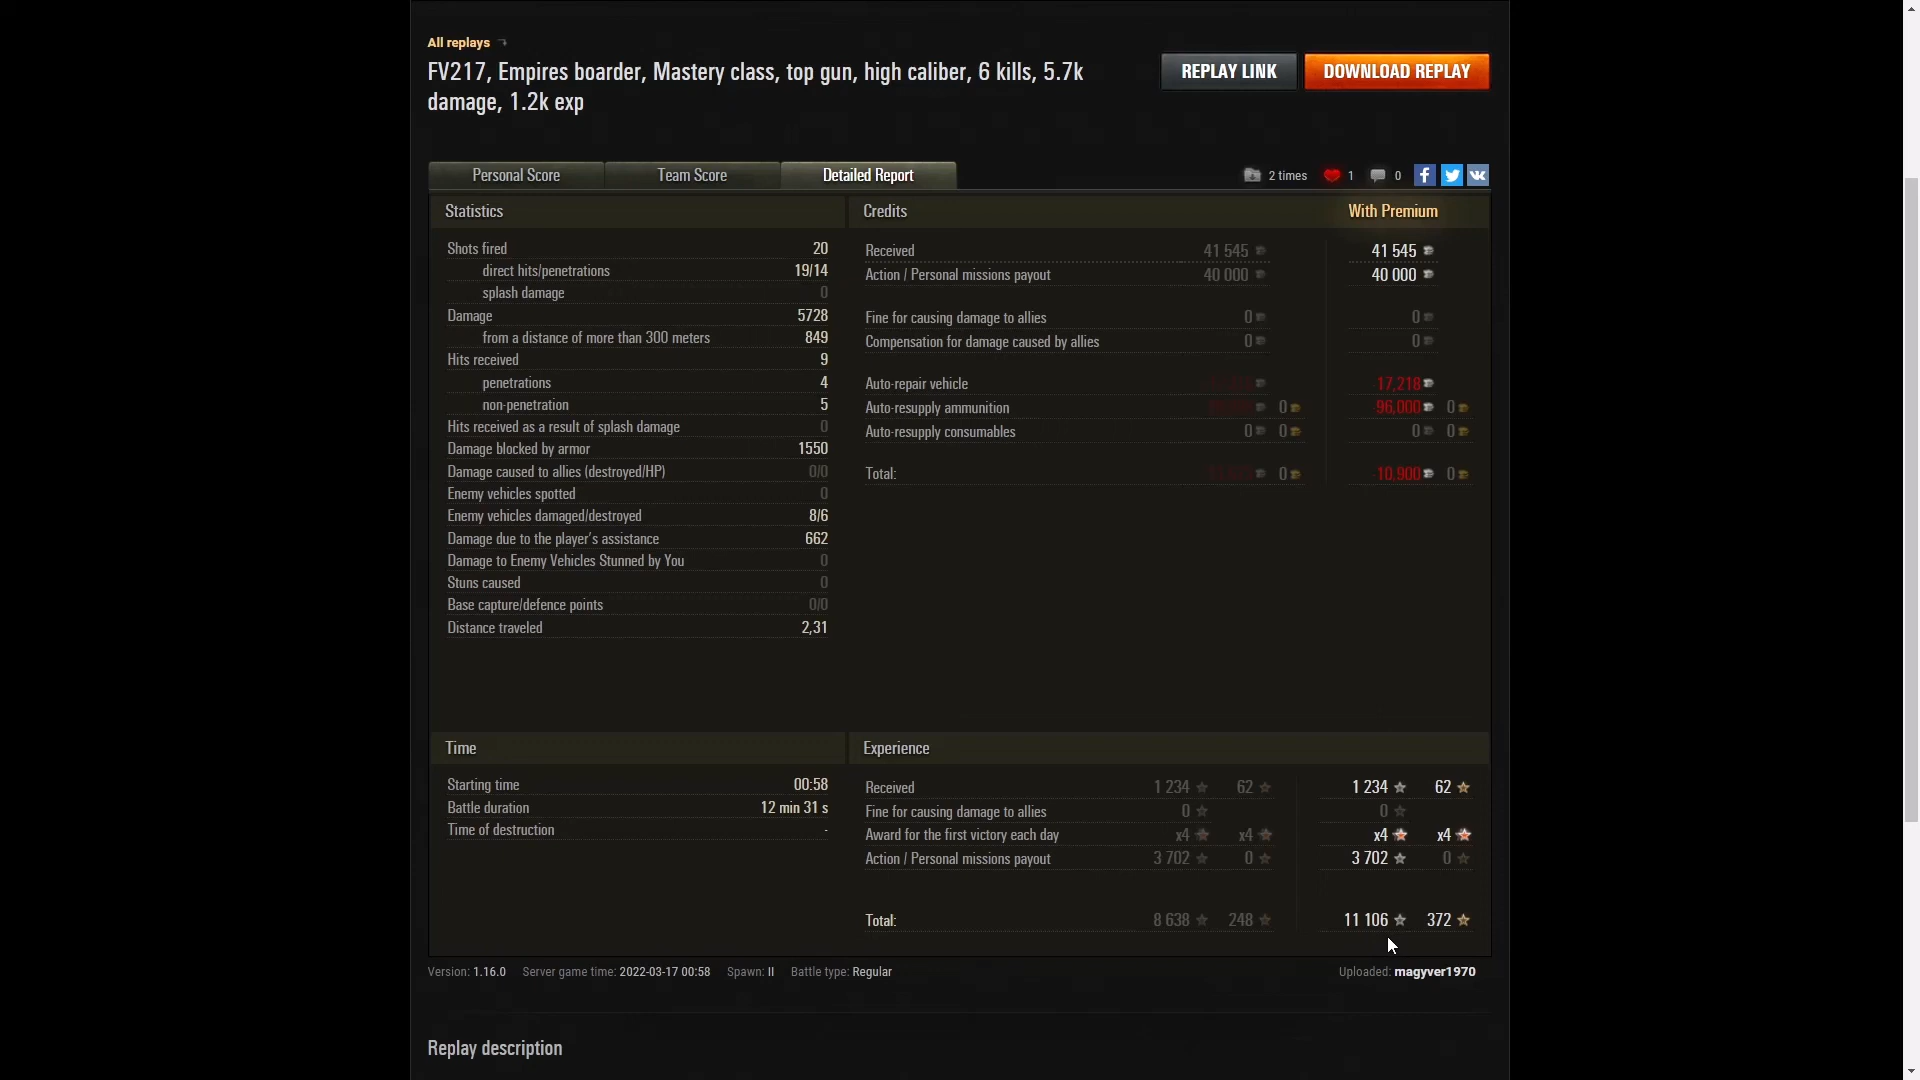 All replays
FV217, Empires boarder, Mastery class, top gun, high caliber, 6 kills, 5.7k
damage, 1.2k exp
REPLAY LINK
DOWNLOAD REPLAY
Personal Score
Team Score
Detailed Report
2 times
1
0
Statistics
Shots fired 20
direct hits/penetrations 19/14
splash damage 0
Damage 5728
from a distance of more than 300 meters 849
Hits received 9
penetrations 4
non-penetration 5
Hits received as a result of splash damage 0
Damage blocked by armor 1550
Damage caused to allies (destroyed/HP) 0/0
Enemy vehicles spotted 0
Enemy vehicles damaged/destroyed 8/6
Damage due to the player's assistance 662
Damage to Enemy Vehicles Stunned by You 0
Stuns caused 0
Base capture/defence points 0/0
Distance traveled 2,31
Credits With Premium
Received 41 545 41 545
Action / Personal missions payout 40 000 40 000
Fine for causing damage to allies 0 0
Compensation for damage caused by allies 0 0
Auto-repair vehicle -17,218
Auto-resupply ammunition 0 -96,000 0
Auto-resupply consumables 0 0 0 0
Total: 0 -10,900 0
Time
Starting time 00:58
Battle duration 12 min 31 s
Time of destruction -
Experience
Received 1 234 62 1 234 62
Fine for causing damage to allies 0 0
Award for the first victory each day x4 x4 x4 x4
Action / Personal missions payout 3 702 0 3 702 0
Total: 8 638 248 11 106 372
Version: 1.16.0 Server game time: 2022-03-17 00:58 Spawn: II Battle type: Regular
Uploaded: magyver1970
Replay description